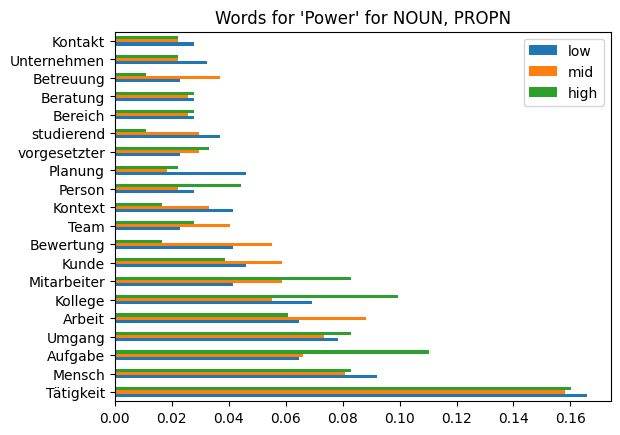 Words for 'Power' for NOUN, PROPN
low
mid
high
Kontakt
Unternehmen
Betreuung
Beratung
Bereich
studierend
vorgesetzter
Planung
Person
Kontext
Team
Bewertung
Kunde
Mitarbeiter
Kollege
Arbeit
Umgang
Aufgabe
Mensch
Tätigkeit
0.00 0.02 0.04 0.06 0.08 0.10 0.12 0.14 0.16